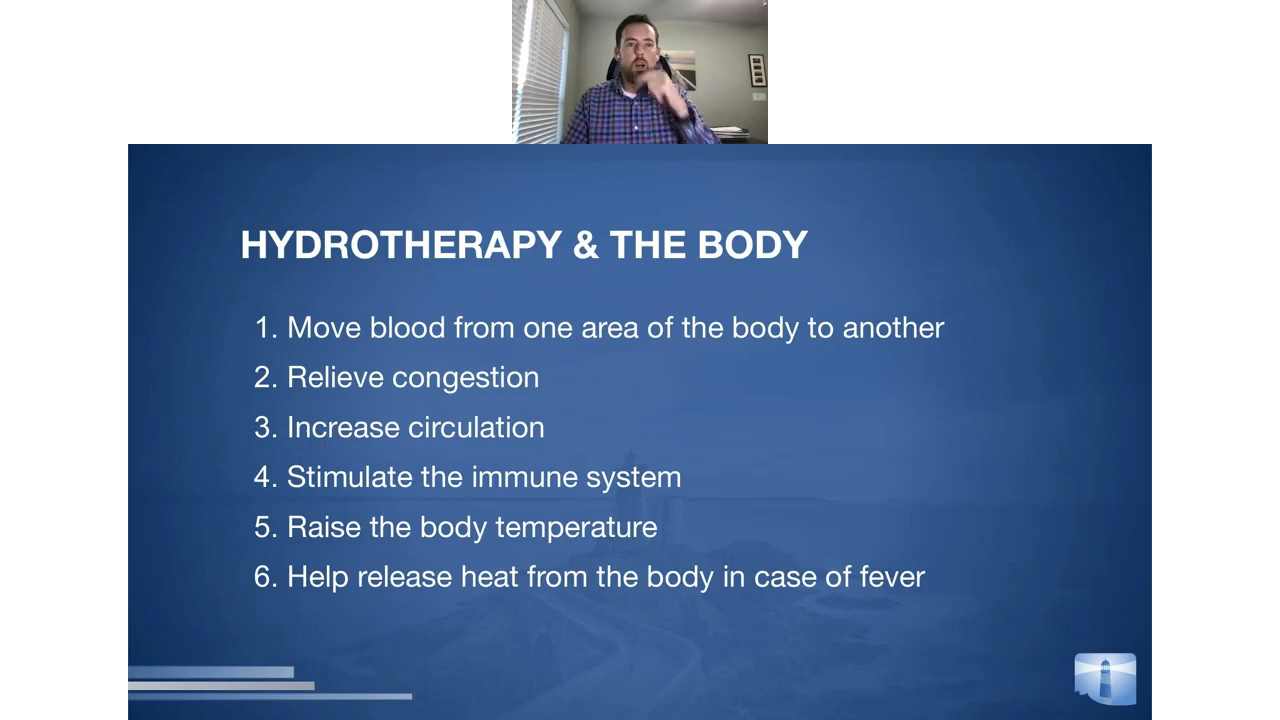 HYDROTHERAPY & THE BODY
1. Move blood from one area of the body to another
2. Relieve congestion
3. Increase circulation
4. Stimulate the immune system
5. Raise the body temperature
6. Help release heat from the body in case of fever